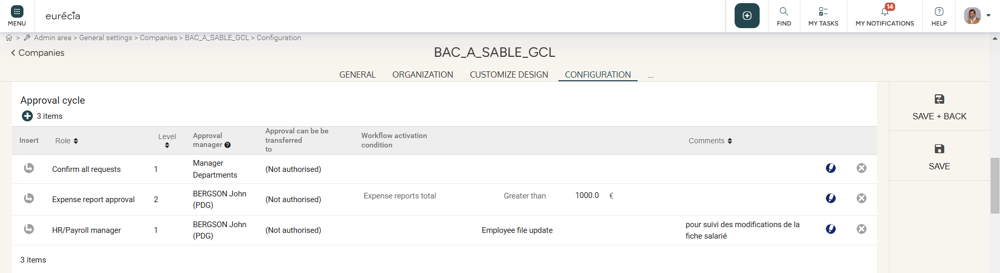 MENU
eurécia
FIND
MY TASKS
14
MY NOTIFICATIONS
HELP
> Admin area > General settings > Companies > BAC_A_SABLE_GCL > Configuration
Companies
BAC_A_SABLE_GCL
GENERAL
ORGANIZATION
CUSTOMIZE DESIGN
CONFIGURATION
...
Approval cycle
3 items
Insert
Role
Level
Approval
manager ?
Approval can be be
transferred
to
Workflow activation
condition
Comments
Confirm all requests
1
Manager
Departments
(Not authorised)
Expense report approval
2
BERGSON John
(PDG)
(Not authorised)
Expense reports total
Greater than
1000.0
€
HR/Payroll manager
1
BERGSON John
(PDG)
(Not authorised)
Employee file update
pour suivi des modifications de la
fiche salarié
3 items
SAVE + BACK
SAVE